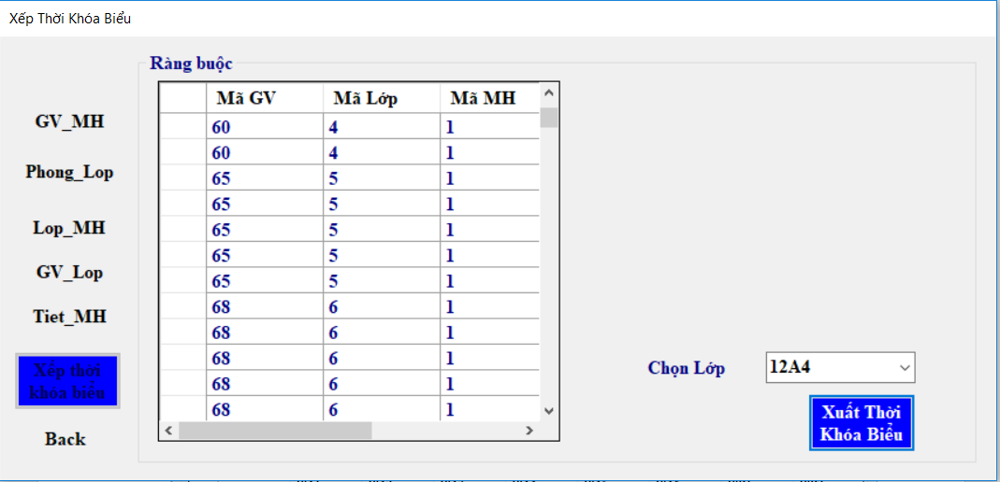 Xếp Thời Khóa Biểu
Ràng buộc
GV_MH
Phong_Lop
Lop_MH
GV_Lop
Tiet_MH
Xếp thời
khóa biểu
Back
Mã GV Mã Lớp Mã MH
60 4 1
60 4 1
65 5 1
65 5 1
65 5 1
65 5 1
65 5 1
68 6 1
68 6 1
68 6 1
68 6 1
68 6 1
Chọn Lớp 12A4
Xuất Thời
Khóa Biểu